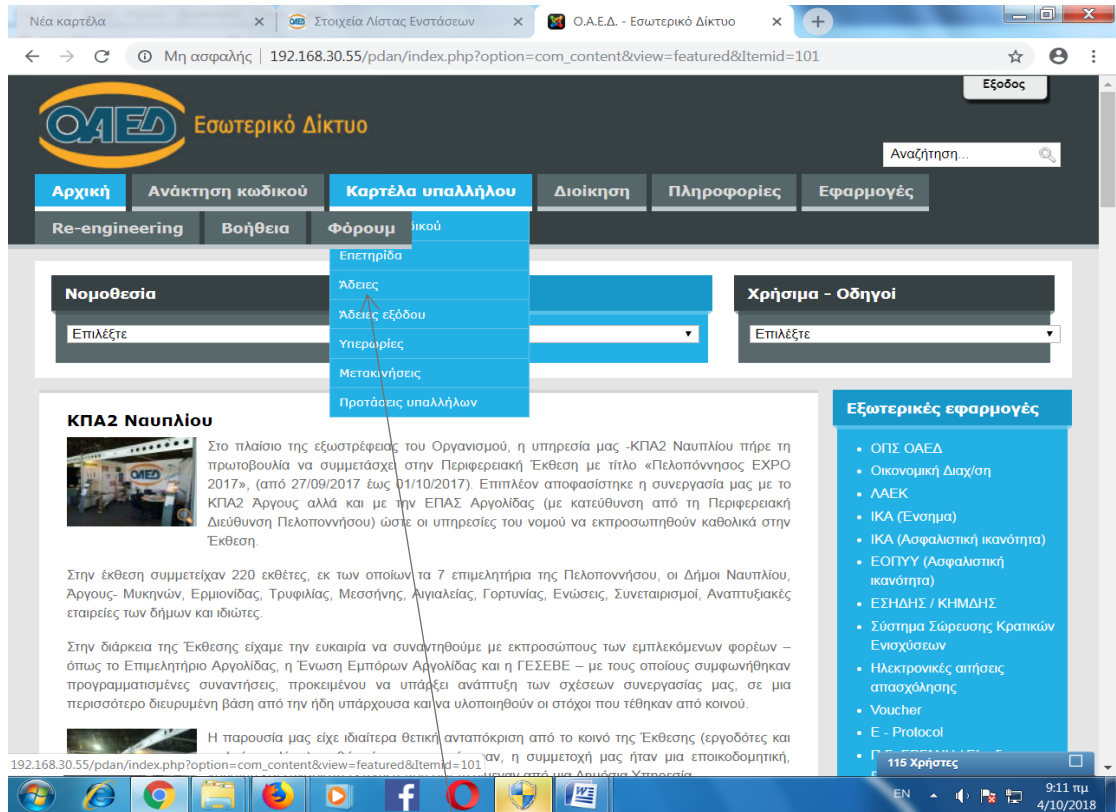 Νέα καρτέλα
Στοιχεία Λίστας Ενστάσεων
Ο.Α.Ε.Δ. - Εσωτερικό Δίκτυο
Μη ασφαλής | 192.168.30.55/pdan/index.php?option=com_content&view=featured&Itemid=101
Εξοδος
ΟΑΕD Εσωτερικό Δίκτυο
Αναζήτηση...
Αρχική Ανάκτηση κωδικού Καρτέλα υπαλλήλου Διοίκηση Πληροφορίες Εφαρμογές
Re-engineering Βοήθεια Φόρουμ
Επετηρίδα
Άδειες
Άδειες εξόδου
Υπερωρίες
Μετακινήσεις
Προτάσεις υπαλλήλων
Νομοθεσία
Επιλέξτε
Χρήσιμα - Οδηγοί
Επιλέξτε
ΚΠΑ2 Ναυπλίου
Στο πλαίσιο της εξωστρέφειας του Οργανισμού, η υπηρεσία μας -ΚΠΑ2 Ναυπλίου πήρε τη
πρωτοβουλία να συμμετάσχει στην Περιφερειακή Έκθεση με τίτλο «Πελοπόννησος EXPO
2017», (από 27/09/2017 έως 01/10/2017). Επιπλέον αποφασίστηκε η συνεργασία μας με το
ΚΠΑ2 Άργους αλλά και με την ΕΠΑΣ Αργολίδας (με κατεύθυνση από τη Περιφερειακή
Διεύθυνση Πελοποννήσου) ώστε οι υπηρεσίες του νομού να εκπροσωπηθούν καθολικά στην
Έκθεση.
Στην έκθεση συμμετείχαν 220 εκθέτες, εκ των οποίων τα 7 επιμελητήρια της Πελοποννήσου, οι Δήμοι Ναυπλίου,
Άργους- Μυκηνών, Ερμιονίδας, Τρυφιλίας, Μεσσήνης, Αιγιαλείας, Γορτυνίας, Ενώσεις, Συνεταιρισμοί, Αναπτυξιακές
εταιρείες των δήμων και ιδιώτες.
Στην διάρκεια της Έκθεσης είχαμε την ευκαιρία να συναντηθούμε με εκπροσώπους των εμπλεκόμενων φορέων –
όπως το Επιμελητήριο Αργολίδας, η Ένωση Εμπόρων Αργολίδας και η ΓΕΣΕΒΕ – με τους οποίους συμφωνήθηκαν
προγραμματισμένες συναντήσεις, προκειμένου να υπάρξει ανάπτυξη των σχέσεων συνεργασίας μας, σε μια
περισσότερο διευρυμένη βάση από την ήδη υπάρχουσα και να υλοποιηθούν οι στόχοι που τέθηκαν από κοινού.
Η παρουσία μας είχε ιδιαίτερα θετική ανταπόκριση από το κοινό της Έκθεσης (εργοδότες και
η συμμετοχή μας ήταν μια εποικοδομητική,
από μια Δημόσια Υπηρεσία
Εξωτερικές εφαρμογές
ΟΠΣ ΟΑΕΔ
Οικονομική Διαχ/ση
ΛΑΕΚ
ΙΚΑ (Ένσημα)
ΙΚΑ (Ασφαλιστική ικανότητα)
ΕΟΠΥΥ (Ασφαλιστική
ικανότητα)
ΕΣΗΔΗΣ / ΚΗΜΔΗΣ
Σύστημα Σώρευσης Κρατικών
Ενισχύσεων
Ηλεκτρονικές αιτήσεις
απασχόλησης
Voucher
E - Protocol
115 Χρήστες
192.168.30.55/pdan/index.php?option=com_content&view=featured&Itemid=101
EN
9:11 πμ
4/10/2018